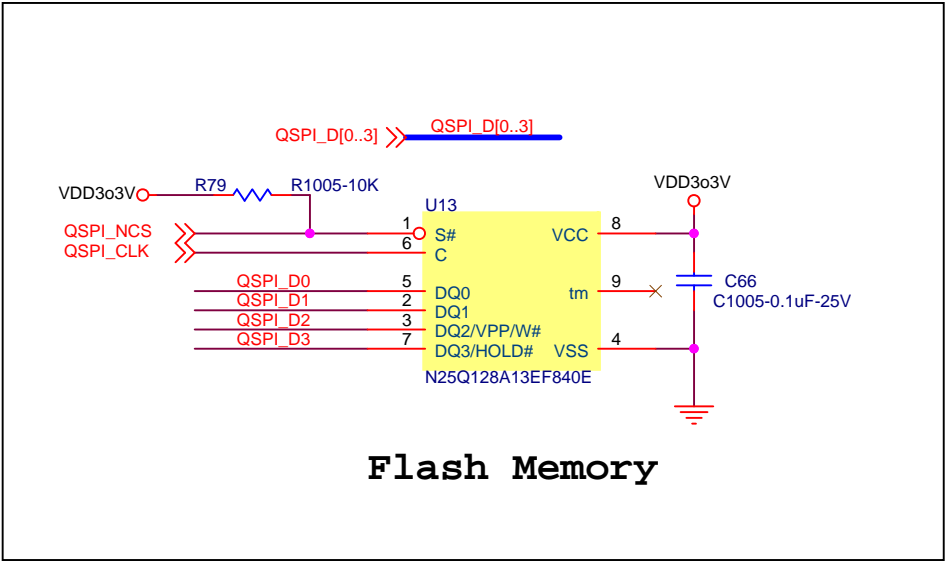 QSPI_D[0..3] QSPI_D[0..3]
VDD3o3V R79 R1005-10K
VDD3o3V
U13
QSPI_NCS 1 S# VCC 8
QSPI_CLK 6 C
C66
C1005-0.1uF-25V
QSPI_D0 5 DQ0 tm 9
QSPI_D1 2 DQ1
QSPI_D2 3 DQ2/VPP/W#
QSPI_D3 7 DQ3/HOLD# VSS 4
N25Q128A13EF840E
Flash Memory